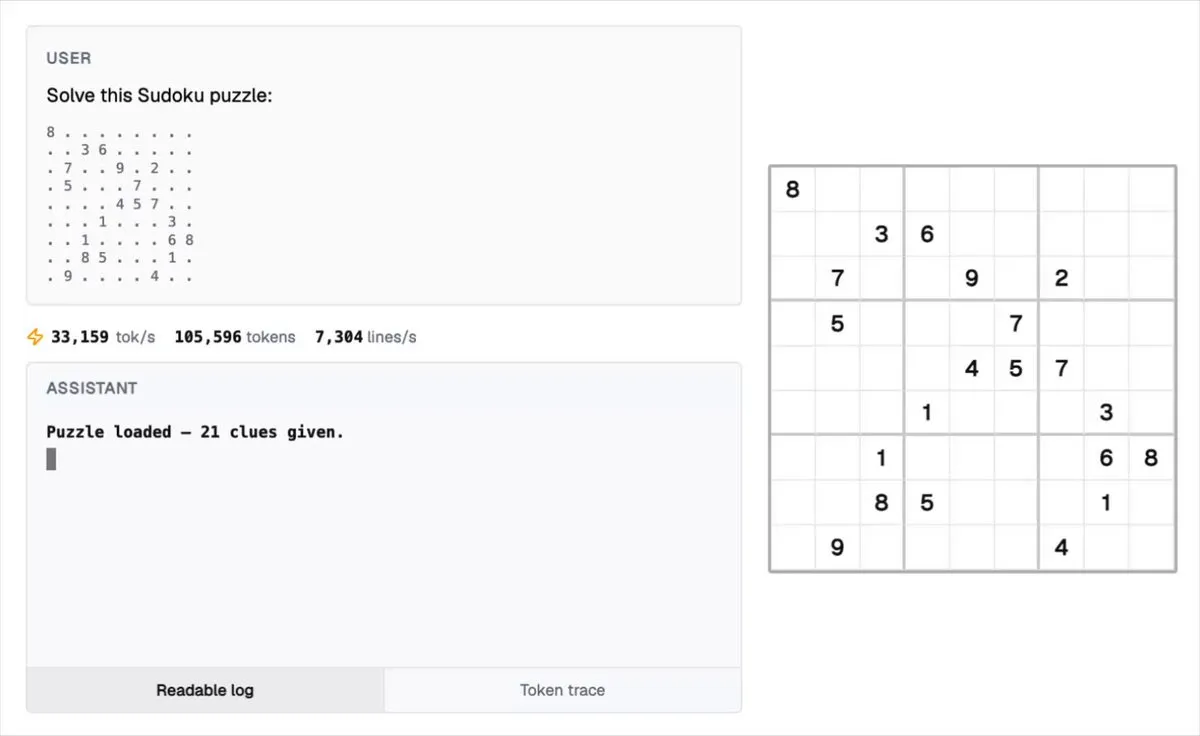 USER
Solve this Sudoku puzzle:
8 . . . . . . . .
. . 3 6 . . . . .
. 7 . . 9 . 2 . .
. 5 . . . 7 . . .
. . . . 4 5 7 . .
. . . 1 . . . 3 .
. . 1 . . . . 6 8
. . 8 5 . . . 1 .
. 9 . . . . 4 . .
33,159 tok/s 105,596 tokens 7,304 lines/s
ASSISTANT
Puzzle loaded — 21 clues given.
Readable log Token trace
8
3 6
7 9 2
5 7
4 5 7
1 3
1 6 8
8 5 1
9 4